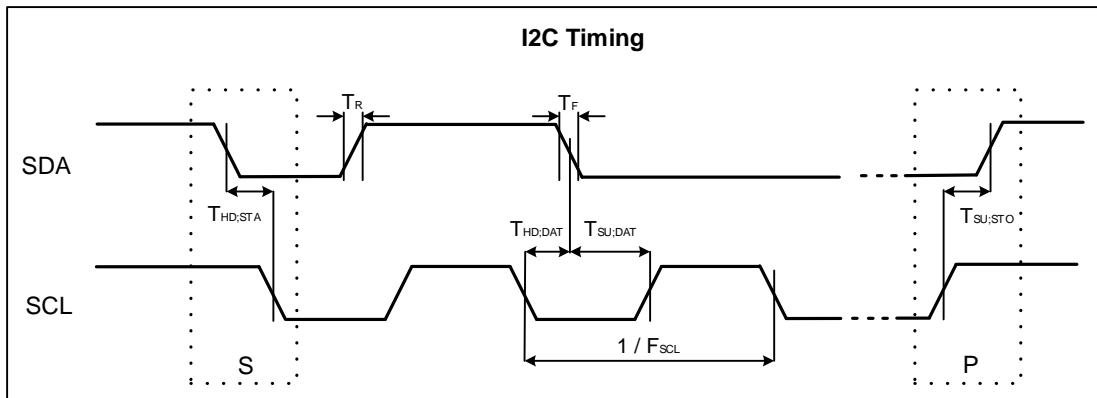 I2C Timing
TR
TF
SDA
THD;STA
THD;DAT
TSU;DAT
TSU;STO
SCL
1 / FSCL
S
P